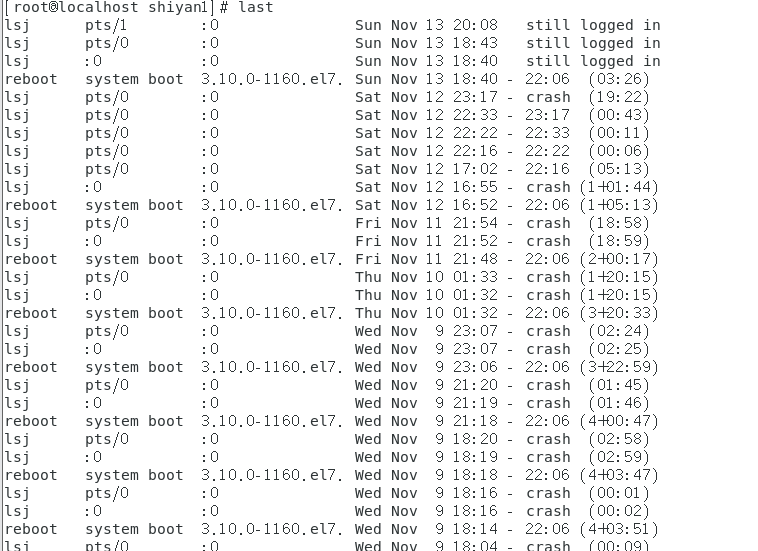 [root@localhost shiyan1]# last
lsj pts/1 :0 Sun Nov 13 20:08 still logged in
lsj pts/0 :0 Sun Nov 13 18:43 still logged in
lsj :0 :0 Sun Nov 13 18:40 still logged in
reboot system boot 3.10.0-1160.el7. Sun Nov 13 18:40 - 22:06 (03:26)
lsj pts/0 :0 Sat Nov 12 23:17 - crash (19:22)
lsj pts/0 :0 Sat Nov 12 22:33 - 23:17 (00:43)
lsj pts/0 :0 Sat Nov 12 22:22 - 22:33 (00:11)
lsj pts/0 :0 Sat Nov 12 22:16 - 22:22 (00:06)
lsj pts/0 :0 Sat Nov 12 17:02 - 22:16 (05:13)
lsj :0 :0 Sat Nov 12 16:55 - crash (1+01:44)
reboot system boot 3.10.0-1160.el7. Sat Nov 12 16:52 - 22:06 (1+05:13)
lsj pts/0 :0 Fri Nov 11 21:54 - crash (18:58)
lsj :0 :0 Fri Nov 11 21:52 - crash (18:59)
reboot system boot 3.10.0-1160.el7. Fri Nov 11 21:48 - 22:06 (2+00:17)
lsj pts/0 :0 Thu Nov 10 01:33 - crash (1+20:15)
lsj :0 :0 Thu Nov 10 01:32 - crash (1+20:15)
reboot system boot 3.10.0-1160.el7. Thu Nov 10 01:32 - 22:06 (3+20:33)
lsj pts/0 :0 Wed Nov 9 23:07 - crash (02:24)
lsj :0 :0 Wed Nov 9 23:07 - crash (02:25)
reboot system boot 3.10.0-1160.el7. Wed Nov 9 23:06 - 22:06 (3+22:59)
lsj pts/0 :0 Wed Nov 9 21:20 - crash (01:45)
lsj :0 :0 Wed Nov 9 21:19 - crash (01:46)
reboot system boot 3.10.0-1160.el7. Wed Nov 9 21:18 - 22:06 (4+00:47)
lsj pts/0 :0 Wed Nov 9 18:20 - crash (02:58)
lsj :0 :0 Wed Nov 9 18:19 - crash (02:59)
reboot system boot 3.10.0-1160.el7. Wed Nov 9 18:18 - 22:06 (4+03:47)
lsj pts/0 :0 Wed Nov 9 18:16 - crash (00:01)
lsj :0 :0 Wed Nov 9 18:16 - crash (00:02)
reboot system boot 3.10.0-1160.el7. Wed Nov 9 18:14 - 22:06 (4+03:51)
lsj pts/0 :0 Wed Nov 9 18:04 - crash (00:09)